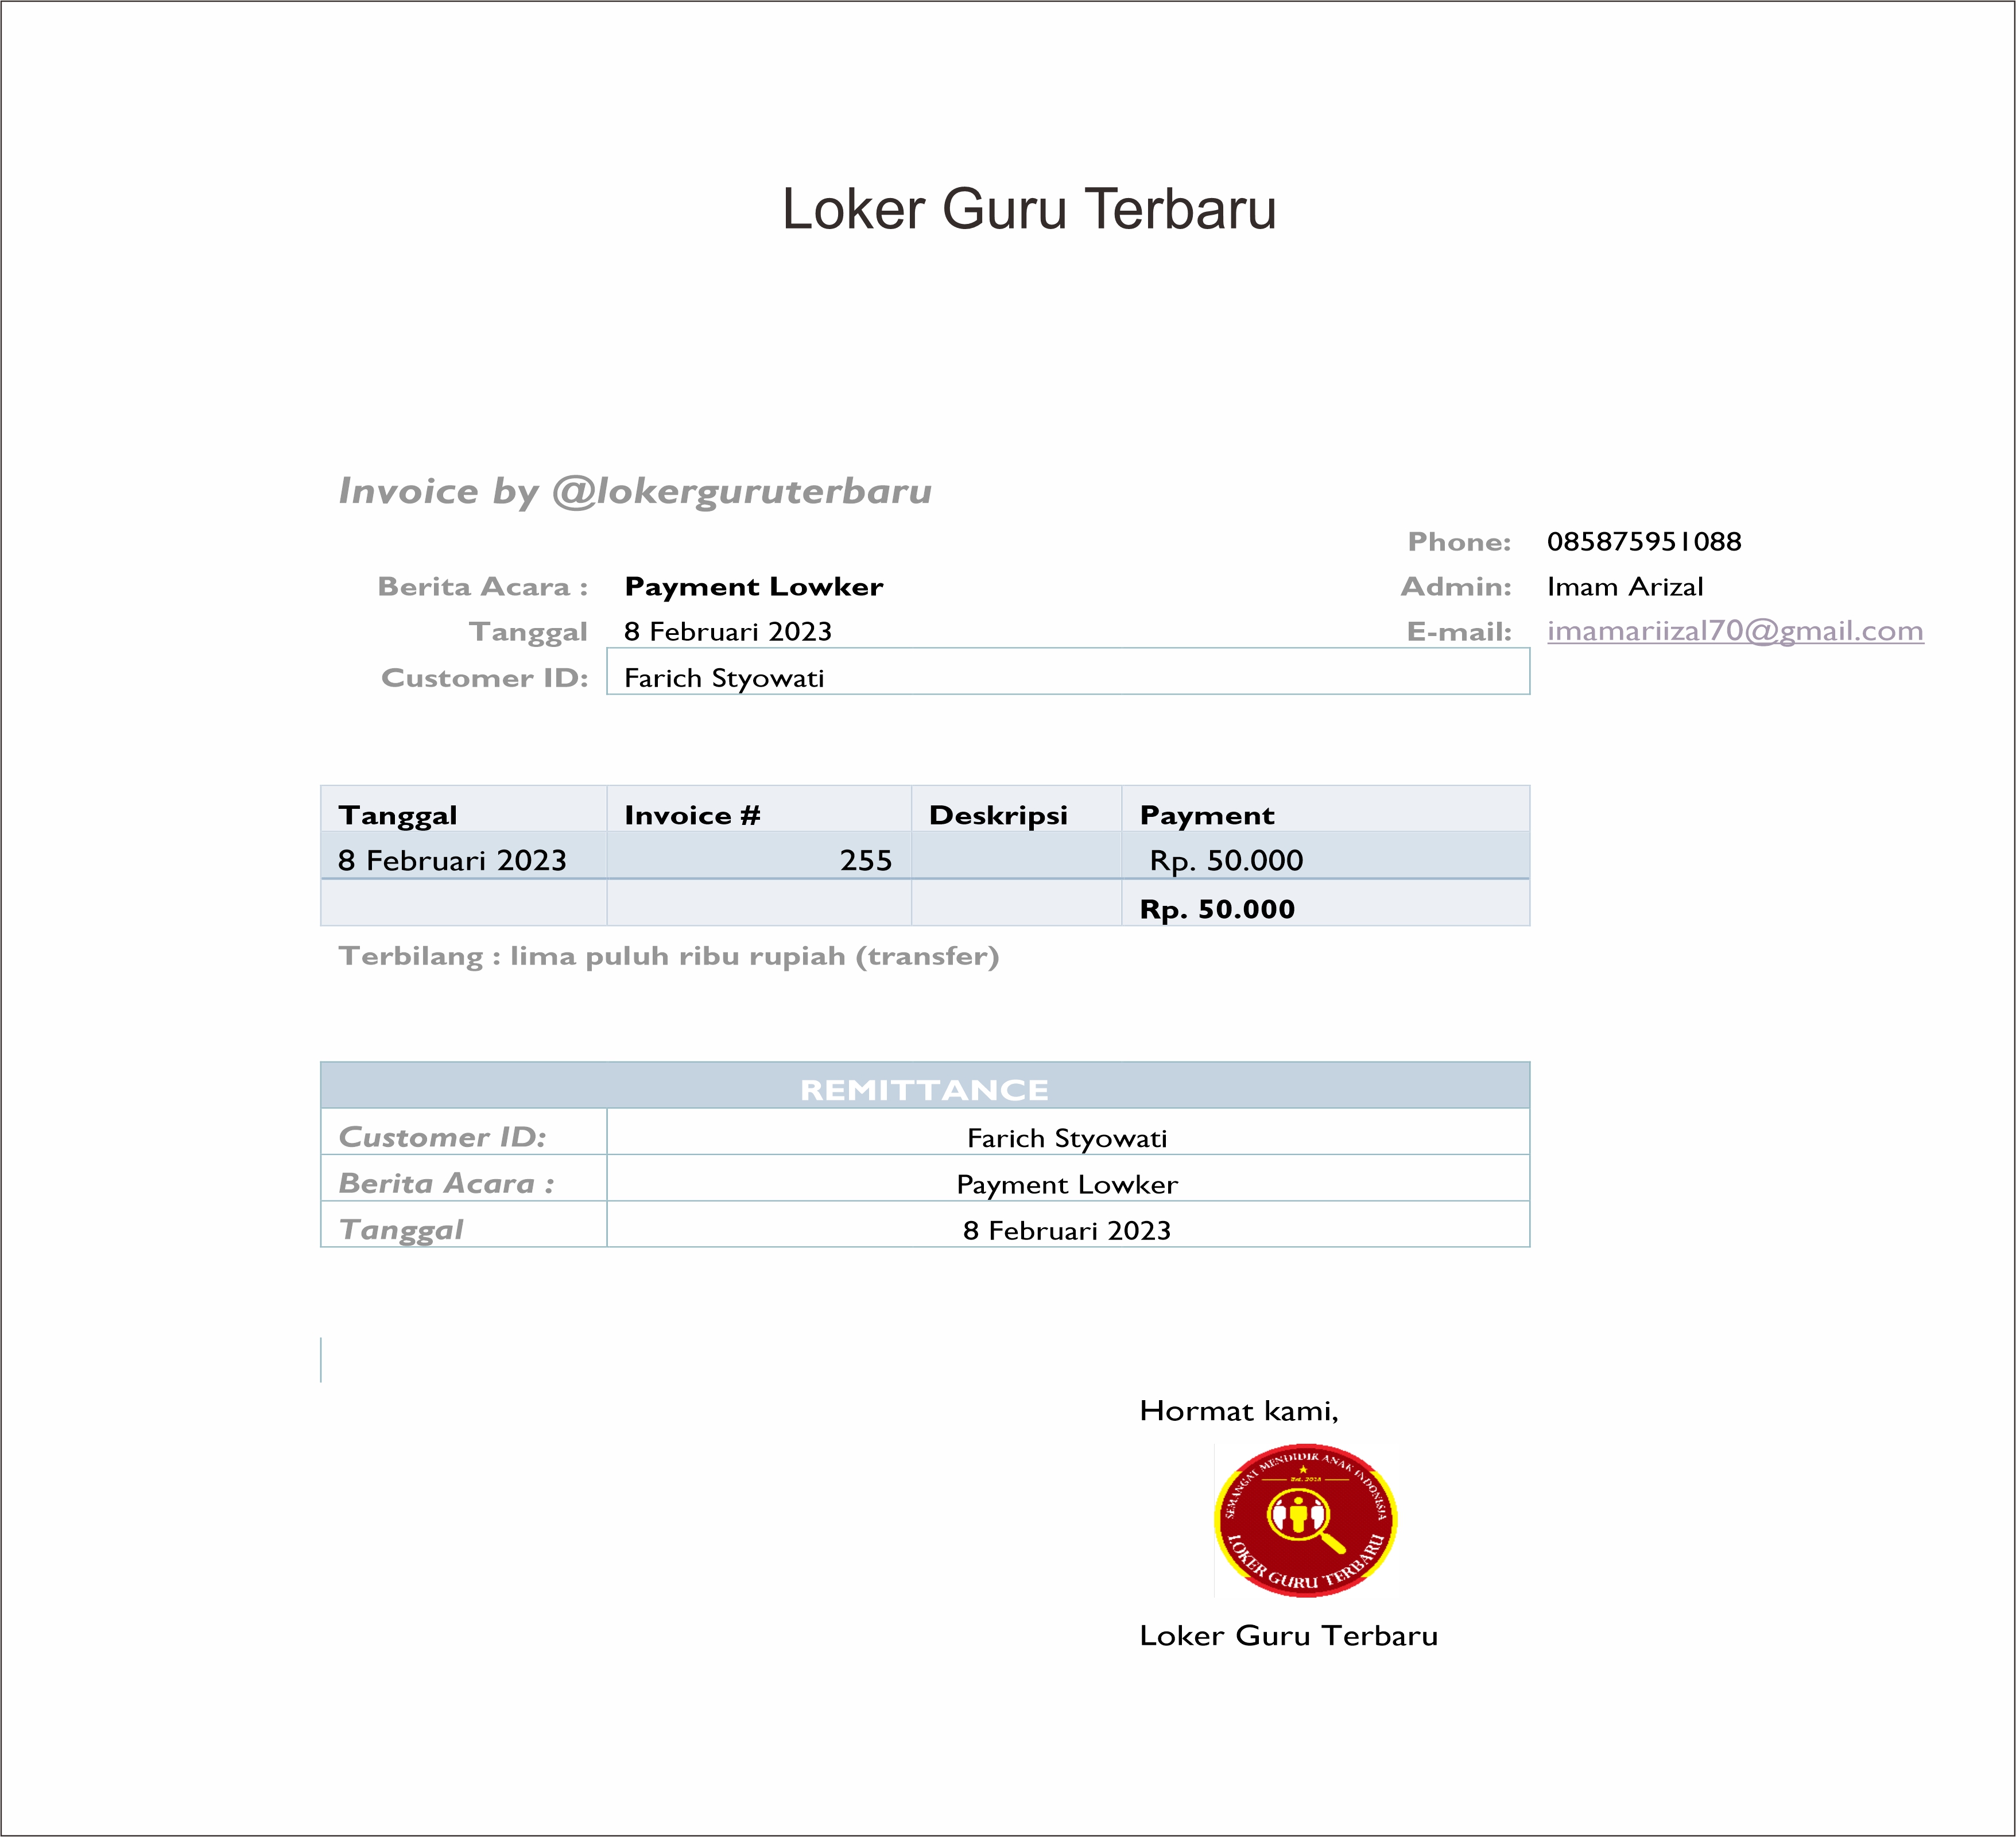 Loker Guru Terbaru
Invoice by @lokerguruterbaru
Phone: 085875951088
Berita Acara : Payment Lowker Admin: Imam Arizal
Tanggal 8 Februari 2023 E-mail: imamariizal70@gmail.com
Customer ID: Farich Styowati
Tanggal Invoice # Deskripsi Payment
8 Februari 2023 255 Rp. 50.000
Rp. 50.000
Terbilang : lima puluh ribu rupiah (transfer)
REMITTANCE
Customer ID: Farich Styowati
Berita Acara : Payment Lowker
Tanggal 8 Februari 2023
Hormat kami,
SEMANGAT MENDIDIK ANAK INDONISIA
Est. 2018
LOKER GURU TERBARU
Loker Guru Terbaru